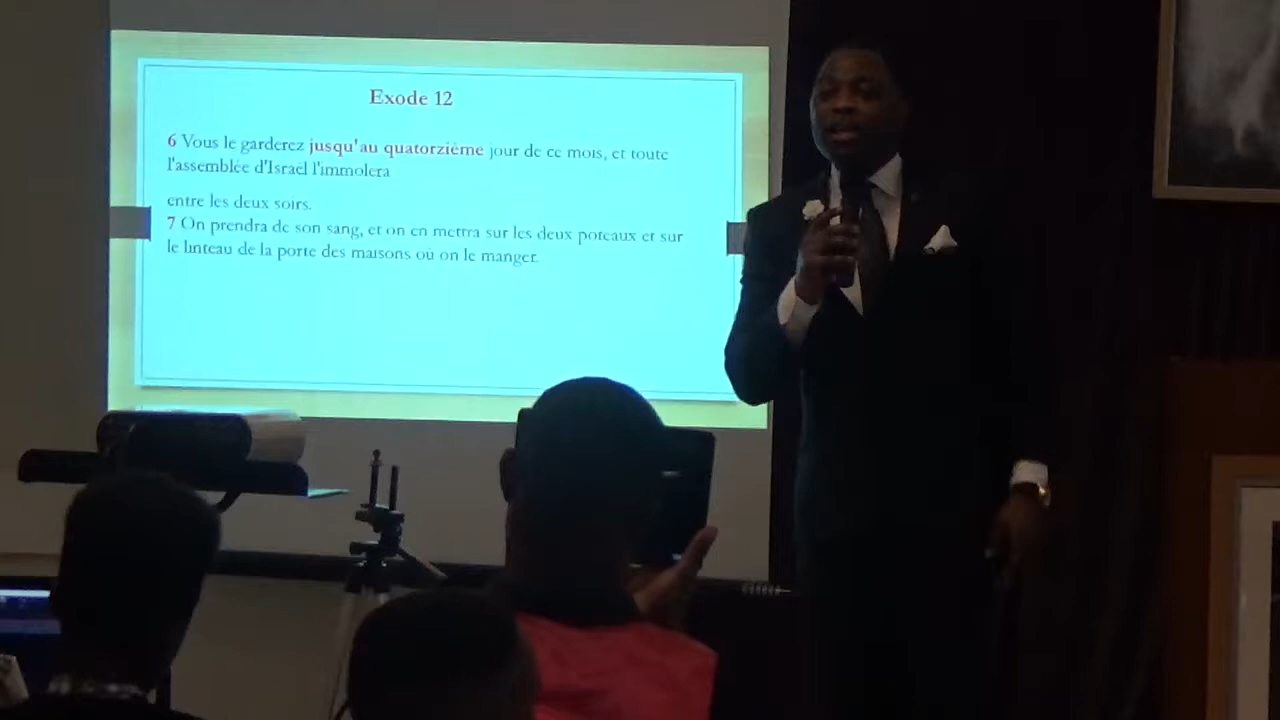 Exode 12
6 Vous le garderez jusqu'au quatorzième jour de ce mois, et toute
l'assemblée d'Israël l'immolera
entre les deux soirs.
7 On prendra de son sang, et on en mettra sur les deux poteaux et sur
le linteau de la porte des maisons où on le manger.